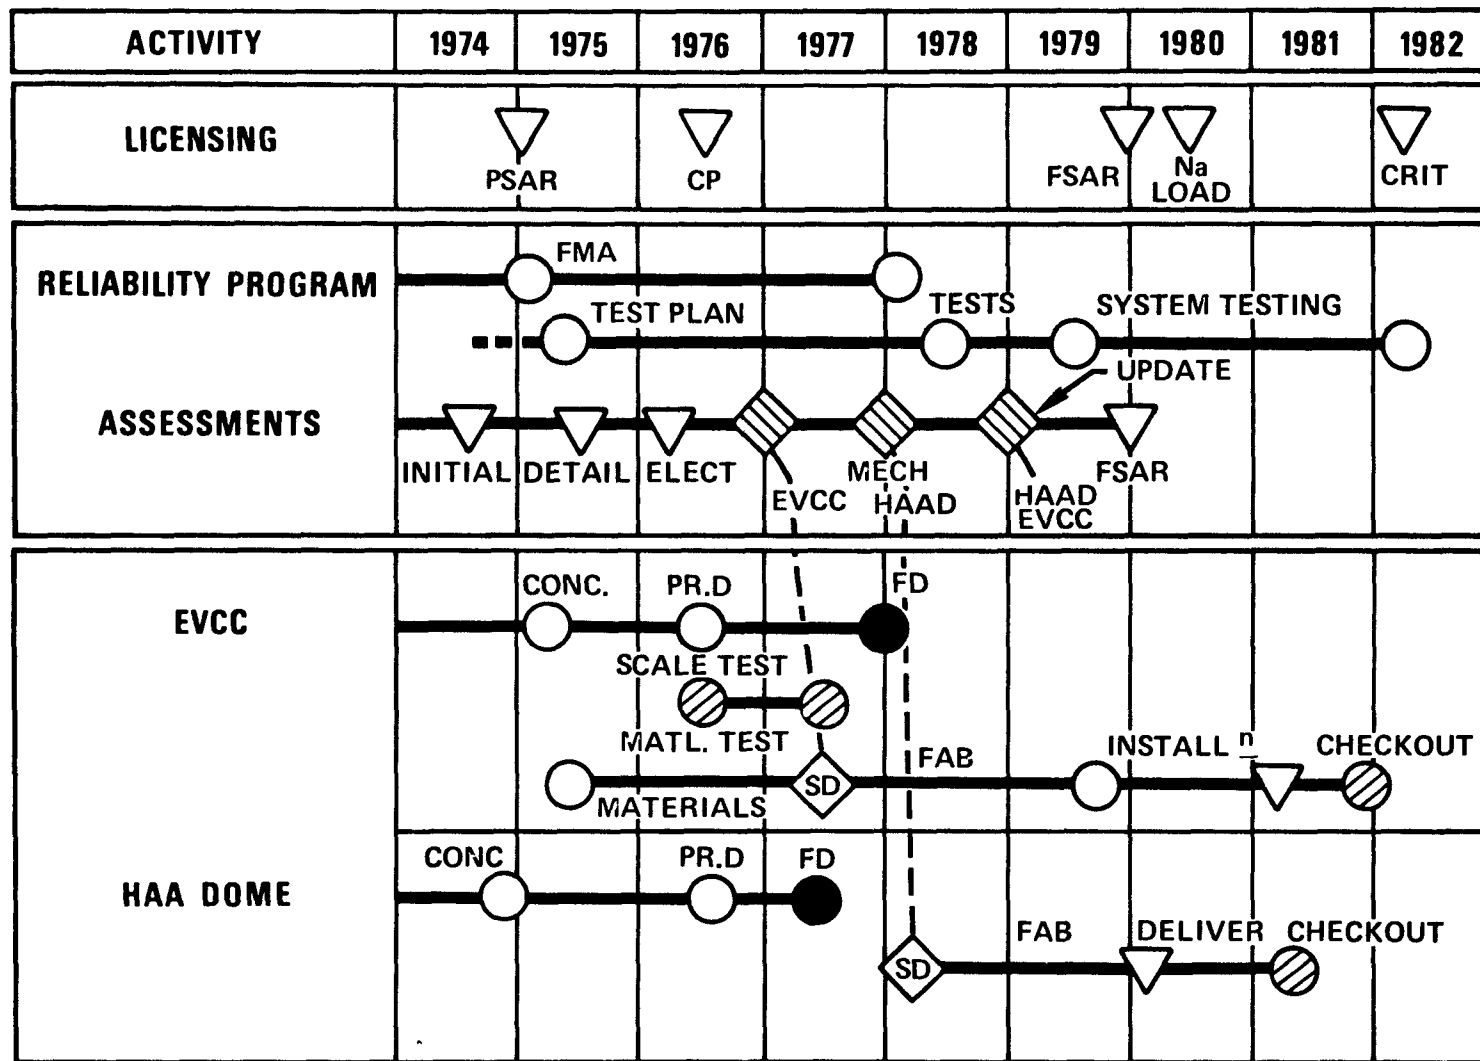 ACTIVITY 1974 1975 1976 1977 1978 1979 1980 1981 1982
LICENSING
PSAR CP FSAR Na LOAD CRIT
RELIABILITY PROGRAM
FMA
TEST PLAN TESTS SYSTEM TESTING
UPDATE
ASSESSMENTS
INITIAL DETAIL ELECT MECH FSAR
EVCC HAAD HAAD
EVCC
CONC. PR.D FD
EVCC
SCALE TEST
MATL. TEST
FAB INSTALL n CHECKOUT
SD
MATERIALS
CONC PR.D FD
HAA DOME
FAB DELIVER CHECKOUT
SD